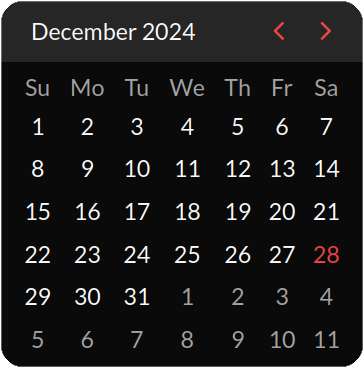 December 2024
Su Mo Tu We Th Fr Sa
1 2 3 4 5 6 7
8 9 10 11 12 13 14
15 16 17 18 19 20 21
22 23 24 25 26 27 28
29 30 31 1 2 3 4
5 6 7 8 9 10 11